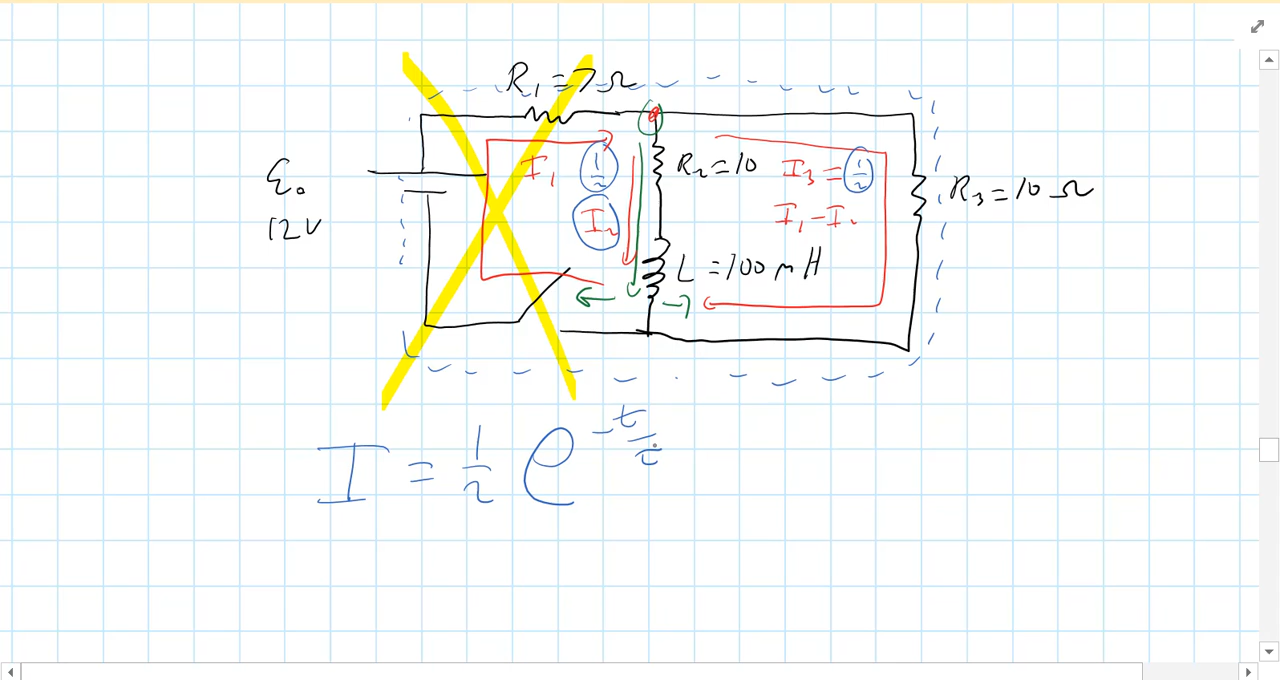 R₁ = 7 Ω
ε₀
12V
I₁ 1/2
I₂
R₂ = 10
L = 100 mH
I₃ = 1/2
I₁ - I₂
R₃ = 10 Ω
I = 1/2 e^(-t/τ)